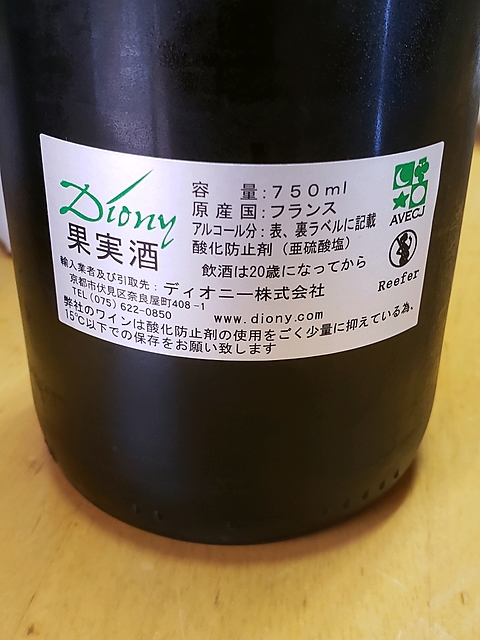 Diony
果実酒
容 量:750ml
原産国:フランス
アルコール分:表、裏ラベルに記載
酸化防止剤(亜硫酸塩)
飲酒は20歳になってから
AVECJ
Reefer
輸入業者及び引取先:ディオニー株式会社
京都市伏見区奈良屋町408-1
TEL(075)622-0850
www.diony.com
弊社のワインは酸化防止剤の使用をごく少量に抑えている為、
15℃以下での保存をお願い致します